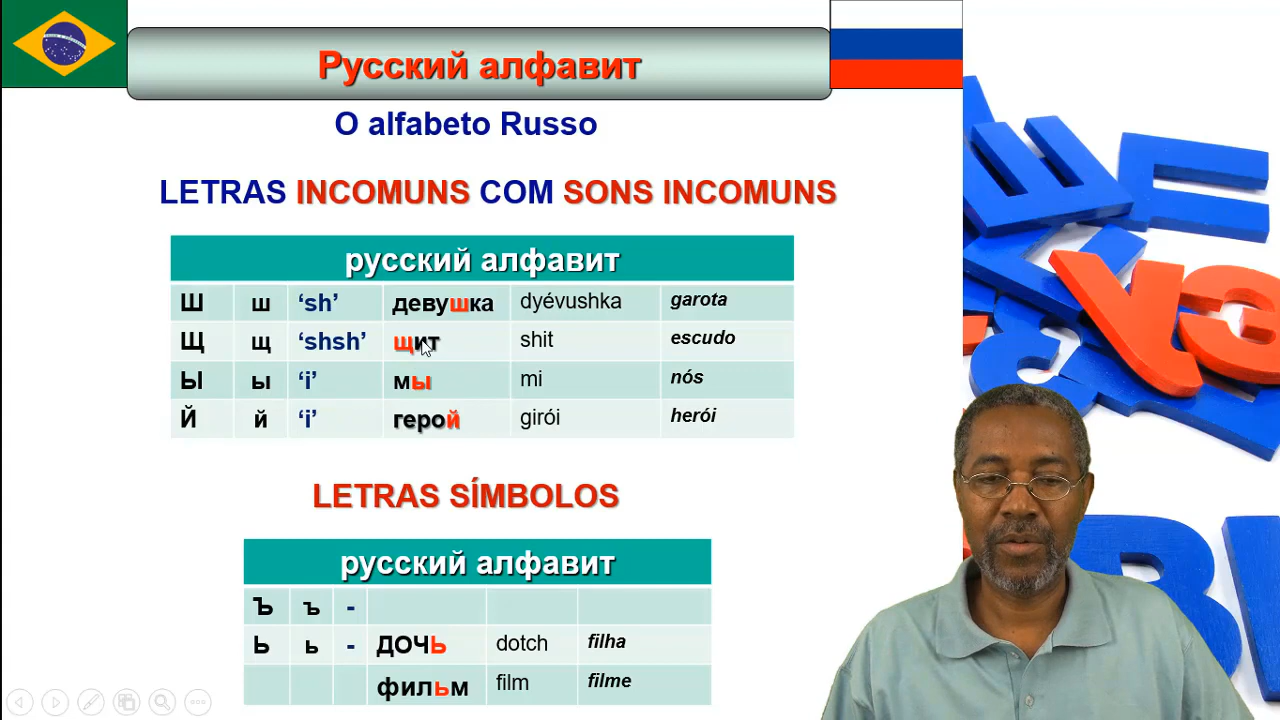 Русский алфавит
O alfabeto Russo
LETRAS INCOMUNS COM SONS INCOMUNS
русский алфавит
Ш ш ‘sh’ девушка dyévushka garota
Щ щ ‘shsh’ щит shit escudo
Ы ы ‘i’ мы mi nós
Й й ‘i’ герой girói herói
LETRAS SÍMBOLOS
русский алфавит
Ъ ъ -
Ь ь - ДОЧЬ dotch filha
фильм film filme